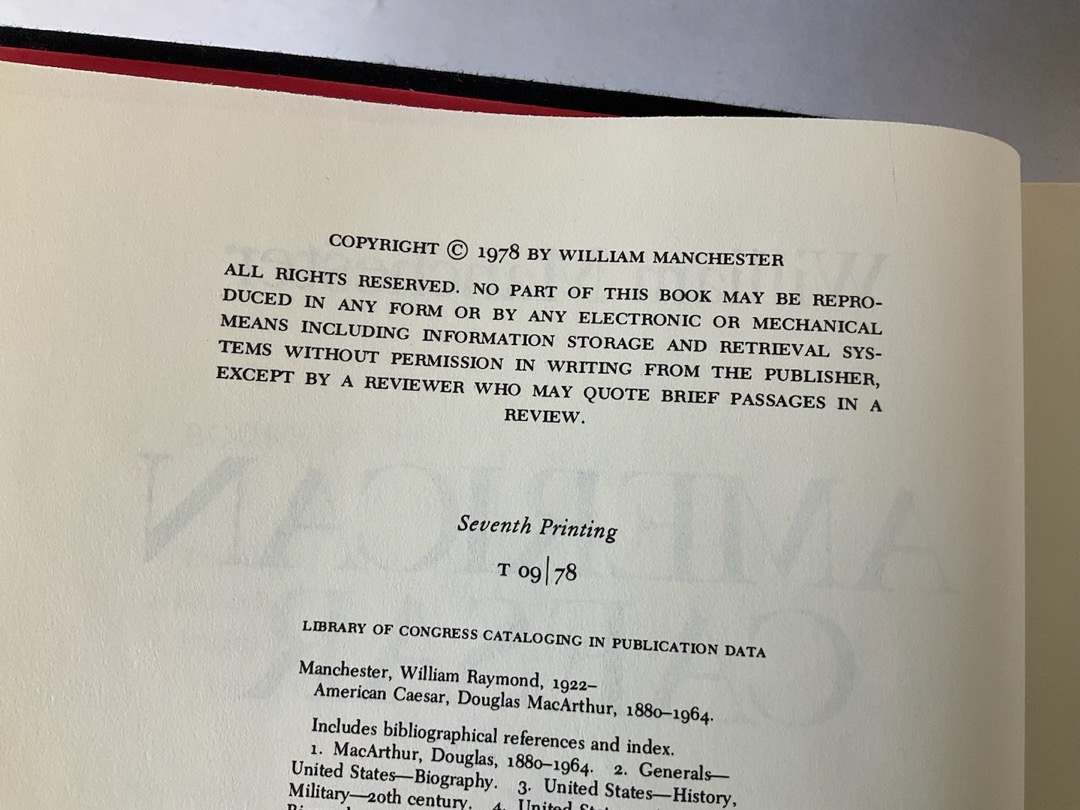 COPYRIGHT © 1978 BY WILLIAM MANCHESTER
ALL RIGHTS RESERVED. NO PART OF THIS BOOK MAY BE REPRO-
DUCED IN ANY FORM OR BY ANY ELECTRONIC OR MECHANICAL
MEANS INCLUDING INFORMATION STORAGE AND RETRIEVAL SYS-
TEMS WITHOUT PERMISSION IN WRITING FROM THE PUBLISHER,
EXCEPT BY A REVIEWER WHO MAY QUOTE BRIEF PASSAGES IN A
REVIEW.
Seventh Printing
T 09|78
LIBRARY OF CONGRESS CATALOGING IN PUBLICATION DATA
Manchester, William Raymond, 1922–
American Caesar, Douglas MacArthur, 1880–1964.
Includes bibliographical references and index.
1. MacArthur, Douglas, 1880–1964. 2. Generals—
United States—Biography. 3. United States—History,
Military—20th century. 4. United